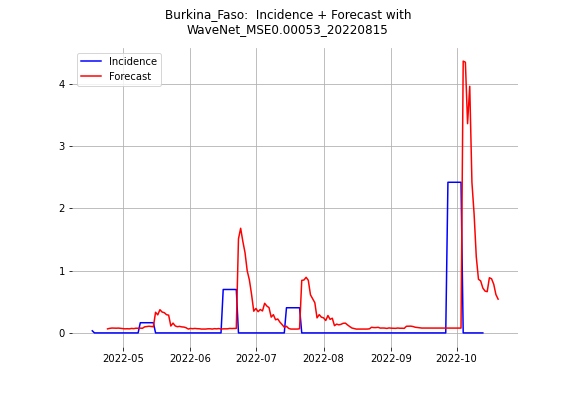 Burkina_Faso:  Incidence + Forecast with
WaveNet_MSE0.00053_20220815
Incidence
Forecast
4
3
2
1
0
2022-05 2022-06 2022-07 2022-08 2022-09 2022-10